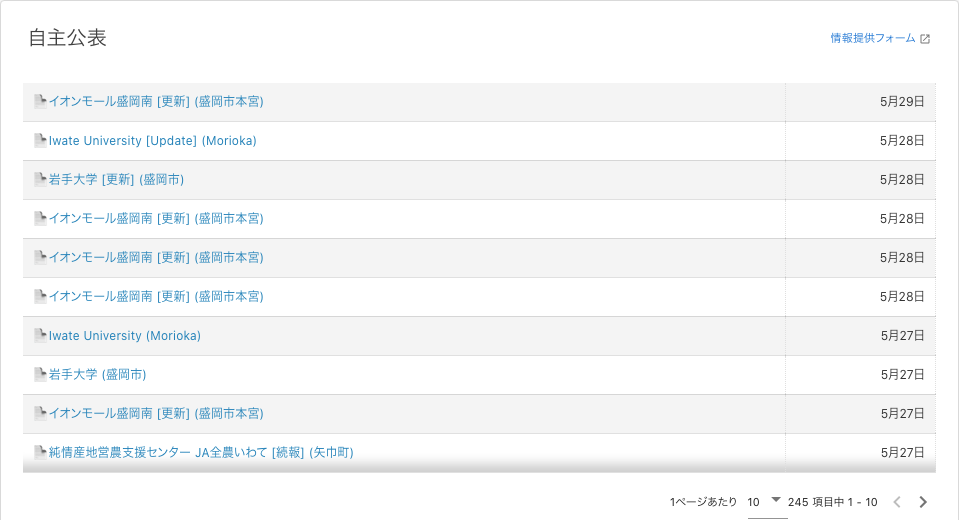 自主公表
情報提供フォーム
イオンモール盛岡南 [更新] (盛岡市本宮) 5月29日
Iwate University [Update] (Morioka) 5月28日
岩手大学 [更新] (盛岡市) 5月28日
イオンモール盛岡南 [更新] (盛岡市本宮) 5月28日
イオンモール盛岡南 [更新] (盛岡市本宮) 5月28日
イオンモール盛岡南 [更新] (盛岡市本宮) 5月28日
Iwate University (Morioka) 5月27日
岩手大学 (盛岡市) 5月27日
イオンモール盛岡南 [更新] (盛岡市本宮) 5月27日
純情産地営農支援センター JA全農いわて [続報] (矢巾町) 5月27日
1ページあたり 10 245 項目中 1 - 10